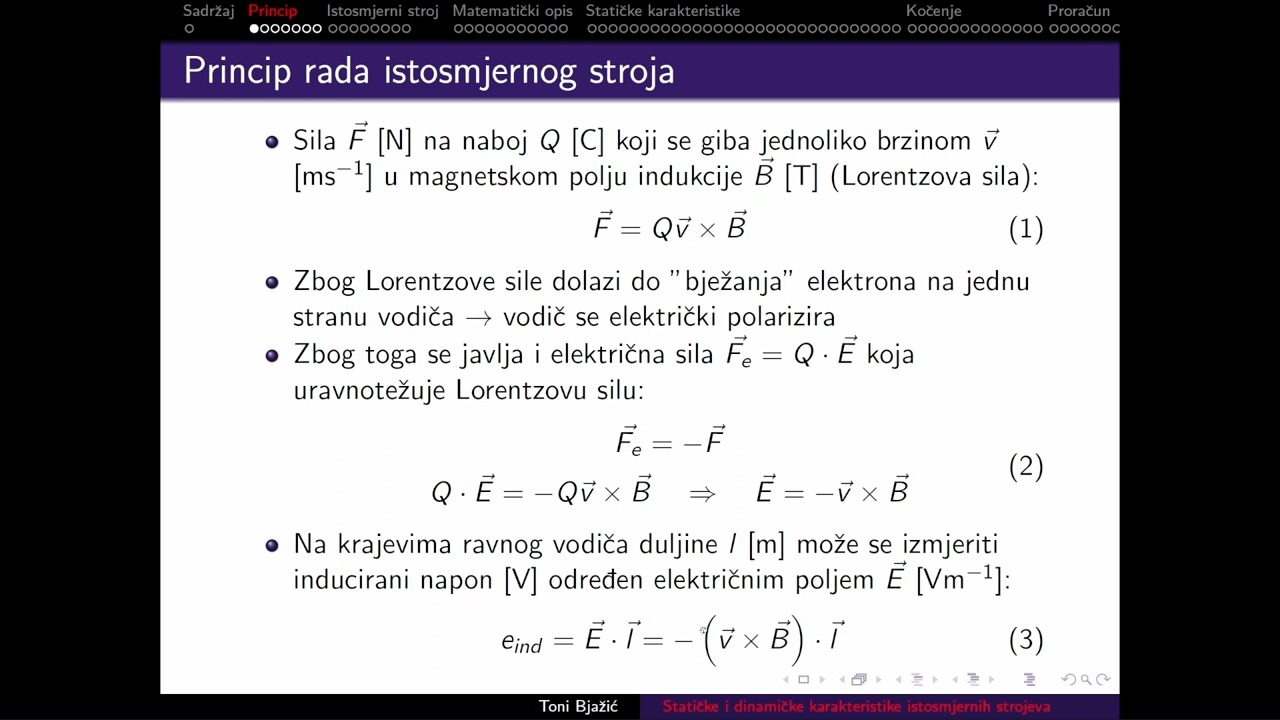 Sadržaj Princip Istosmjerni stroj Matematički opis Statičke karakteristike Kočenje Proračun
Princip rada istosmjernog stroja
Sila F⃗ [N] na naboj Q [C] koji se giba jednoliko brzinom v⃗
[ms⁻¹] u magnetskom polju indukcije B⃗ [T] (Lorentzova sila):
F⃗ = Qv⃗ × B⃗ (1)
Zbog Lorentzove sile dolazi do ”bježanja” elektrona na jednu
stranu vodiča → vodič se električki polarizira
Zbog toga se javlja i električna sila F⃗ₑ = Q · E⃗ koja
uravnotežuje Lorentzovu silu:
F⃗ₑ = −F⃗
Q · E⃗ = −Qv⃗ × B⃗ ⇒ E⃗ = −v⃗ × B⃗ (2)
Na krajevima ravnog vodiča duljine l [m] može se izmjeriti
inducirani napon [V] određen električnim poljem E⃗ [Vm⁻¹]:
e_ind = E⃗ · l⃗ = −(v⃗ × B⃗) · l⃗ (3)
Toni Bjažić Statičke i dinamičke karakteristike istosmjernih strojeva